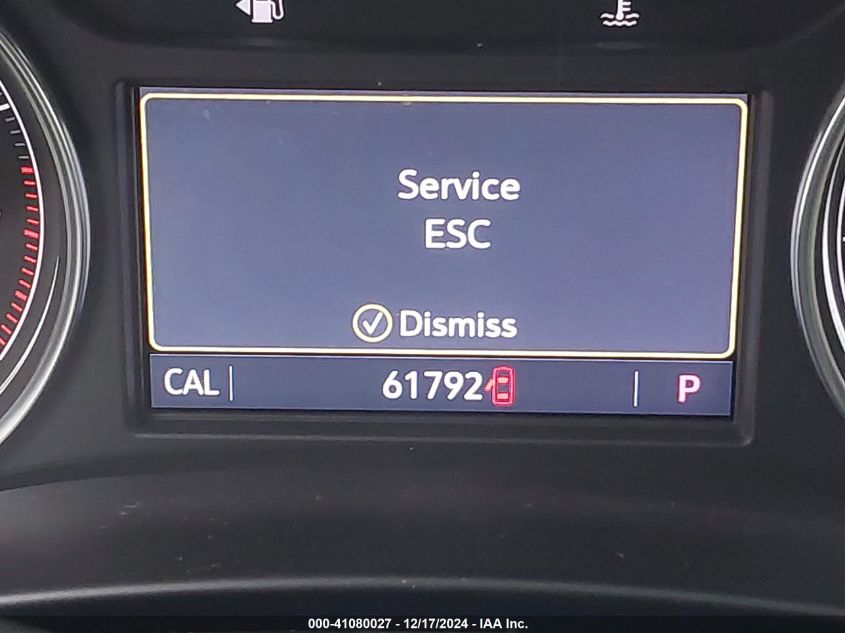 Service
ESC
Dismiss
CAL 61792 P
000-41080027 - 12/17/2024 - IAA Inc.